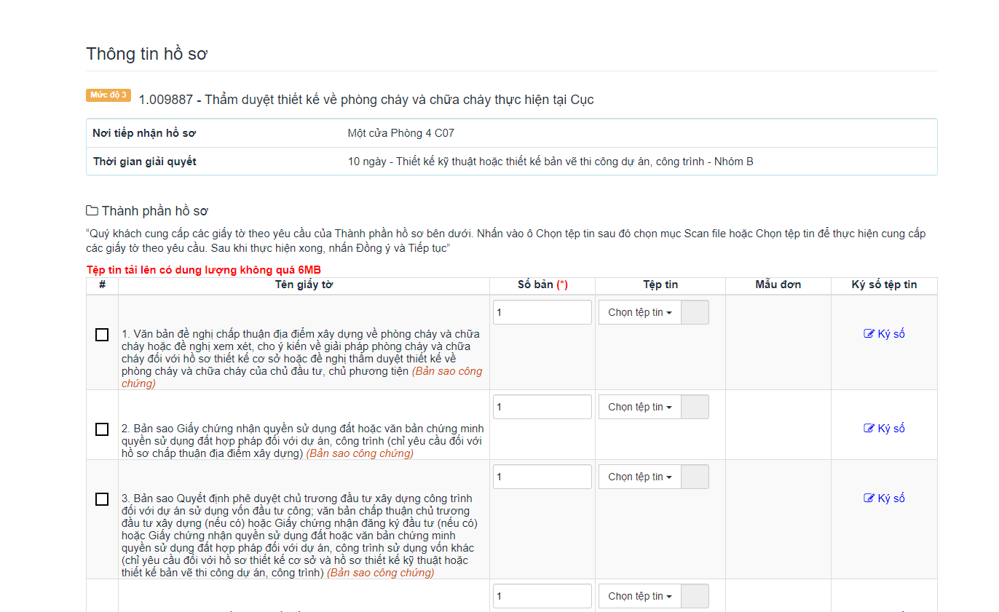 Thông tin hồ sơ
Mức độ 3 1.009887 - Thẩm duyệt thiết kế về phòng cháy và chữa cháy thực hiện tại Cục
Nơi tiếp nhận hồ sơ Một cửa Phòng 4 C07
Thời gian giải quyết 10 ngày - Thiết kế kỹ thuật hoặc thiết kế bản vẽ thi công dự án, công trình - Nhóm B
Thành phần hồ sơ
“Quý khách cung cấp các giấy tờ theo yêu cầu của Thành phần hồ sơ bên dưới. Nhấn vào ô Chọn tệp tin sau đó chọn mục Scan file hoặc Chọn tệp tin để thực hiện cung cấp
các giấy tờ theo yêu cầu. Sau khi thực hiện xong, nhấn Đồng ý và Tiếp tục”
Tệp tin tải lên có dung lượng không quá 6MB
# Tên giấy tờ Số bản (*) Tệp tin Mẫu đơn Ký số tệp tin
1 Chọn tệp tin
1. Văn bản đề nghị chấp thuận địa điểm xây dựng về phòng cháy và chữa Ký số
cháy hoặc đề nghị xem xét, cho ý kiến về giải pháp phòng cháy và chữa
cháy đối với hồ sơ thiết kế cơ sở hoặc đề nghị thẩm duyệt thiết kế về
phòng cháy và chữa cháy của chủ đầu tư, chủ phương tiện (Bản sao công
chứng)
1 Chọn tệp tin
2. Bản sao Giấy chứng nhận quyền sử dụng đất hoặc văn bản chứng minh Ký số
quyền sử dụng đất hợp pháp đối với dự án, công trình (chỉ yêu cầu đối với
hồ sơ chấp thuận địa điểm xây dựng) (Bản sao công chứng)
1 Chọn tệp tin
3. Bản sao Quyết định phê duyệt chủ trương đầu tư xây dựng công trình Ký số
đối với dự án sử dụng vốn đầu tư công; văn bản chấp thuận chủ trương
đầu tư xây dựng (nếu có) hoặc Giấy chứng nhận đăng ký đầu tư (nếu có)
hoặc Giấy chứng nhận quyền sử dụng đất hoặc văn bản chứng minh
quyền sử dụng đất hợp pháp đối với dự án, công trình sử dụng vốn khác
(chỉ yêu cầu đối với hồ sơ thiết kế cơ sở và hồ sơ thiết kế kỹ thuật hoặc
thiết kế bản vẽ thi công dự án, công trình) (Bản sao công chứng)
1 Chọn tệp tin